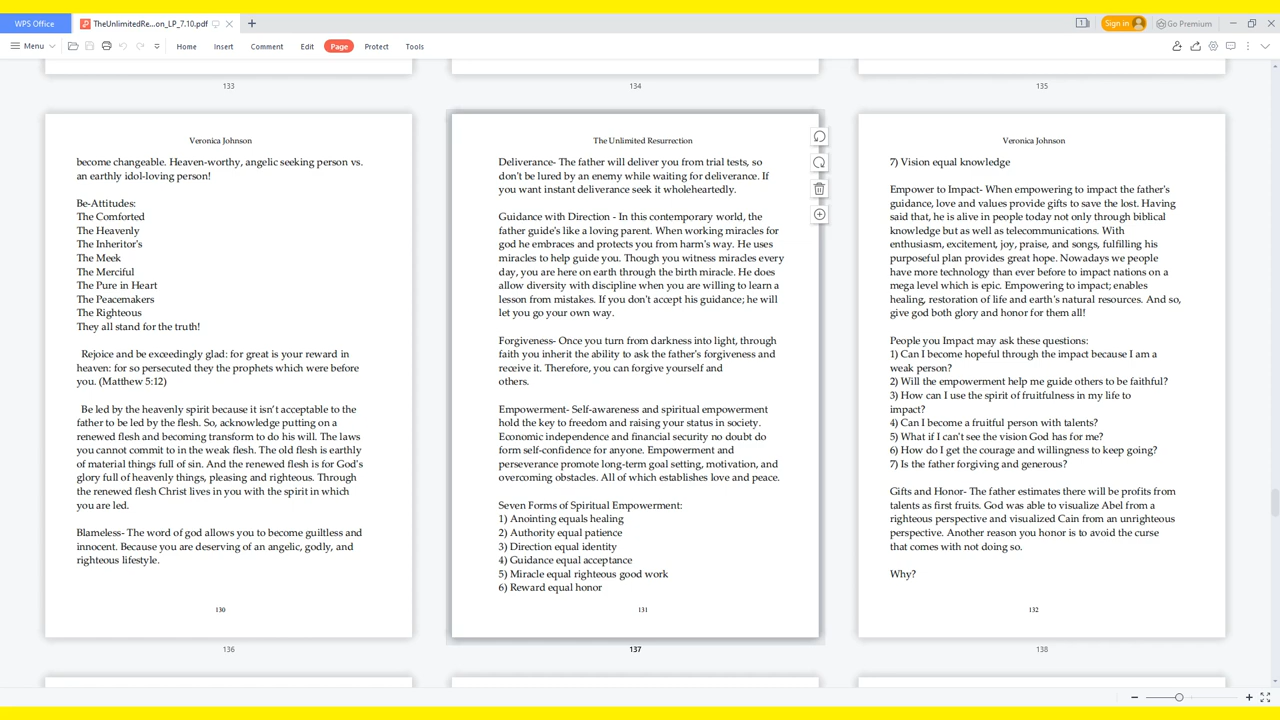 WPS Office
TheUnlimitedRe...on_LP_7.10.pdf
1
Sign in
Go Premium
Menu
Home
Insert
Comment
Edit
Page
Protect
Tools
133
134
135
Veronica Johnson
become changeable. Heaven-worthy, angelic seeking person vs.
an earthly idol-loving person!
Be-Attitudes:
The Comforted
The Heavenly
The Inheritor's
The Meek
The Merciful
The Pure in Heart
The Peacemakers
The Righteous
They all stand for the truth!
Rejoice and be exceedingly glad: for great is your reward in
heaven: for so persecuted they the prophets which were before
you. (Matthew 5:12)
Be led by the heavenly spirit because it isn't acceptable to the
father to be led by the flesh. So, acknowledge putting on a
renewed flesh and becoming transform to do his will. The laws
you cannot commit to in the weak flesh. The old flesh is earthly
of material things full of sin. And the renewed flesh is for God's
glory full of heavenly things, pleasing and righteous. Through
the renewed flesh Christ lives in you with the spirit in which
you are led.
Blameless- The word of god allows you to become guiltless and
innocent. Because you are deserving of an angelic, godly, and
righteous lifestyle.
130
136
The Unlimited Resurrection
Deliverance- The father will deliver you from trial tests, so
don't be lured by an enemy while waiting for deliverance. If
you want instant deliverance seek it wholeheartedly.
Guidance with Direction - In this contemporary world, the
father guide's like a loving parent. When working miracles for
god he embraces and protects you from harm's way. He uses
miracles to help guide you. Though you witness miracles every
day, you are here on earth through the birth miracle. He does
allow diversity with discipline when you are willing to learn a
lesson from mistakes. If you don't accept his guidance; he will
let you go your own way.
Forgiveness- Once you turn from darkness into light, through
faith you inherit the ability to ask the father's forgiveness and
receive it. Therefore, you can forgive yourself and
others.
Empowerment- Self-awareness and spiritual empowerment
hold the key to freedom and raising your status in society.
Economic independence and financial security no doubt do
form self-confidence for anyone. Empowerment and
perseverance promote long-term goal setting, motivation, and
overcoming obstacles. All of which establishes love and peace.
Seven Forms of Spiritual Empowerment:
1) Anointing equals healing
2) Authority equal patience
3) Direction equal identity
4) Guidance equal acceptance
5) Miracle equal righteous good work
6) Reward equal honor
131
137
Veronica Johnson
7) Vision equal knowledge
Empower to Impact- When empowering to impact the father's
guidance, love and values provide gifts to save the lost. Having
said that, he is alive in people today not only through biblical
knowledge but as well as telecommunications. With
enthusiasm, excitement, joy, praise, and songs, fulfilling his
purposeful plan provides great hope. Nowadays we people
have more technology than ever before to impact nations on a
mega level which is epic. Empowering to impact; enables
healing, restoration of life and earth's natural resources. And so,
give god both glory and honor for them all!
People you Impact may ask these questions:
1) Can I become hopeful through the impact because I am a
weak person?
2) Will the empowerment help me guide others to be faithful?
3) How can I use the spirit of fruitfulness in my life to
impact?
4) Can I become a fruitful person with talents?
5) What if I can't see the vision God has for me?
6) How do I get the courage and willingness to keep going?
7) Is the father forgiving and generous?
Gifts and Honor- The father estimates there will be profits from
talents as first fruits. God was able to visualize Abel from a
righteous perspective and visualized Cain from an unrighteous
perspective. Another reason you honor is to avoid the curse
that comes with not doing so.
Why?
132
138